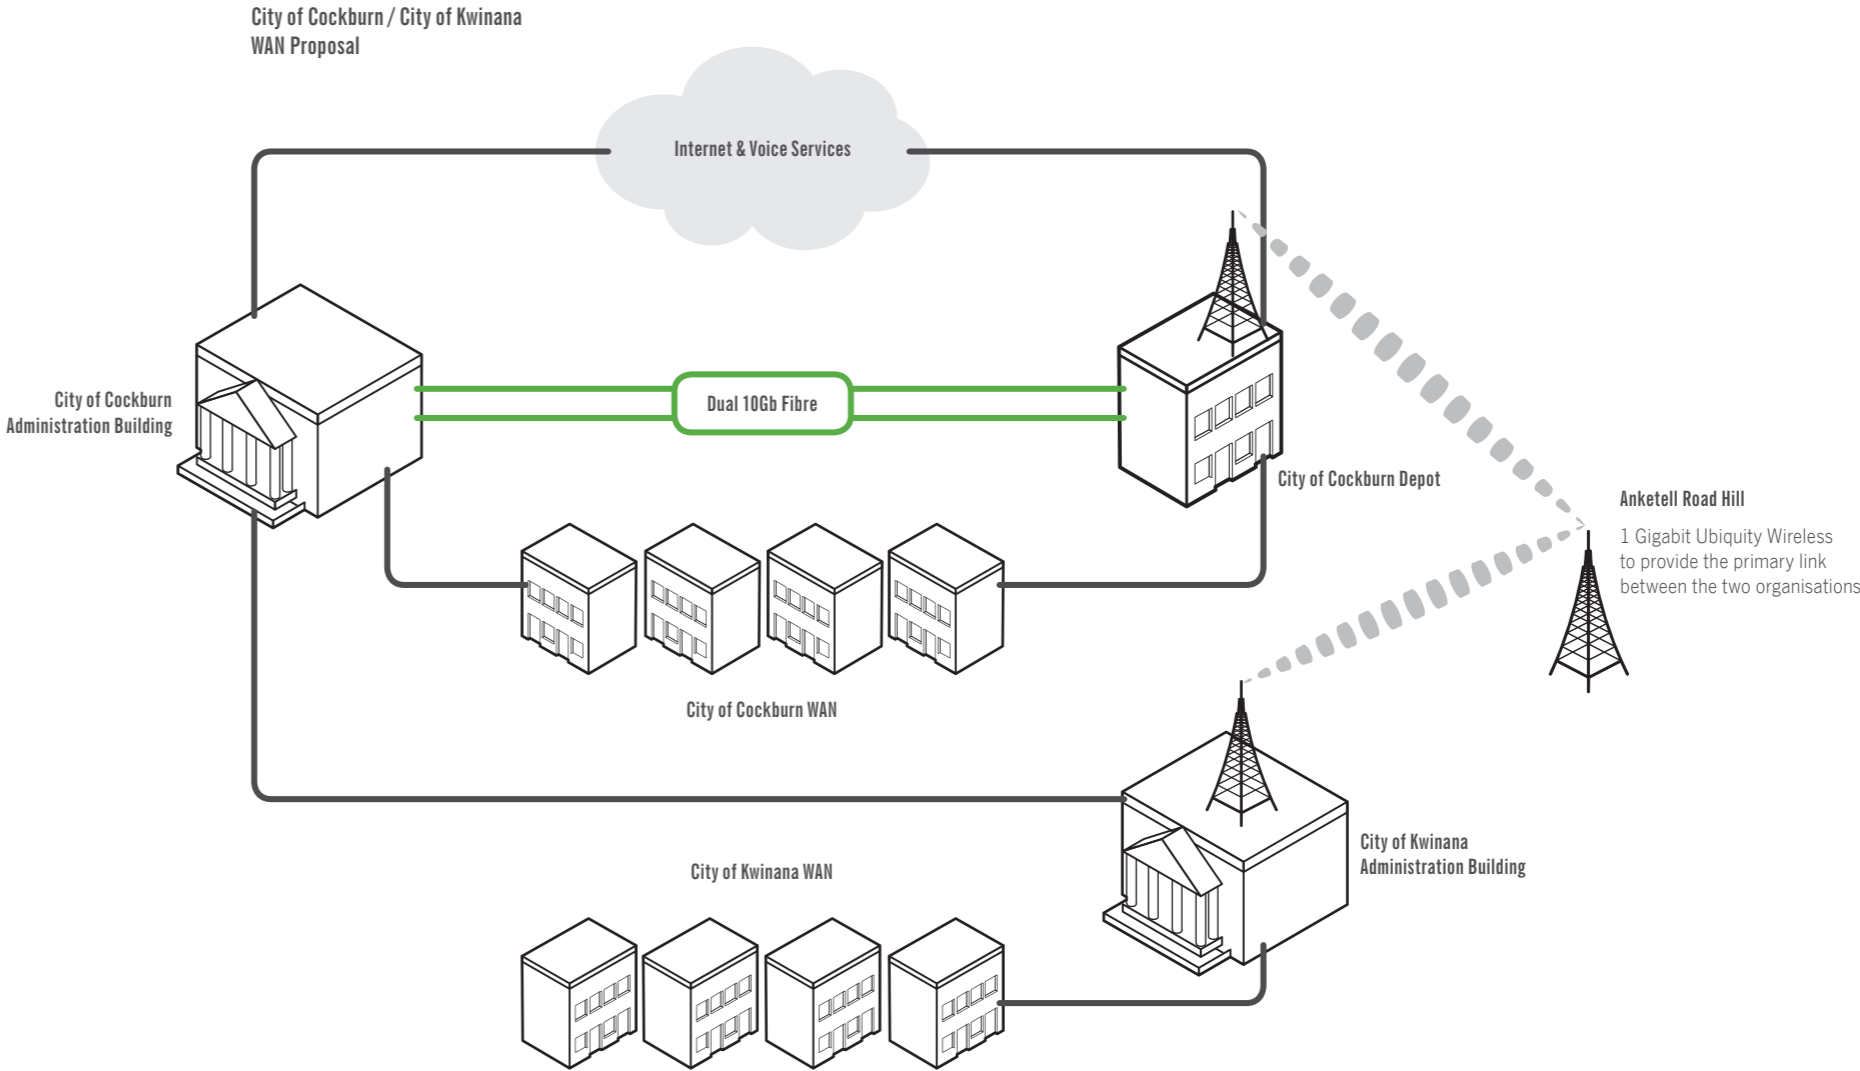 City of Cockburn / City of Kwinana
WAN Proposal
Internet & Voice Services
City of Cockburn
Administration Building
Dual 10Gb Fibre
City of Cockburn Depot
Anketell Road Hill
1 Gigabit Ubiquity Wireless
to provide the primary link
between the two organisations
City of Cockburn WAN
City of Kwinana
Administration Building
City of Kwinana WAN